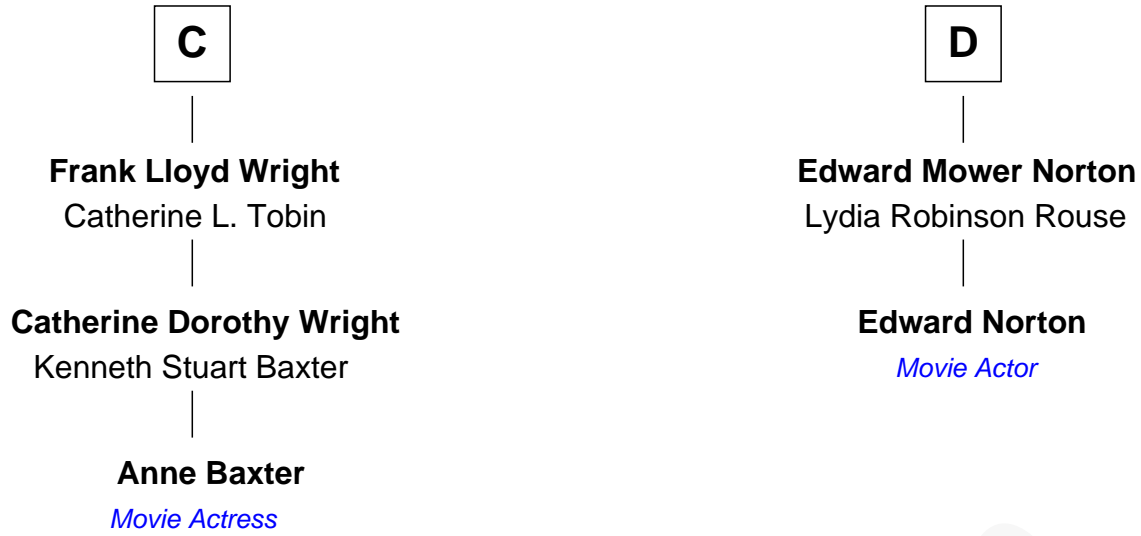 C
Frank Lloyd Wright
Catherine L. Tobin
Catherine Dorothy Wright
Kenneth Stuart Baxter
Anne Baxter
Movie Actress
D
Edward Mower Norton
Lydia Robinson Rouse
Edward Norton
Movie Actor